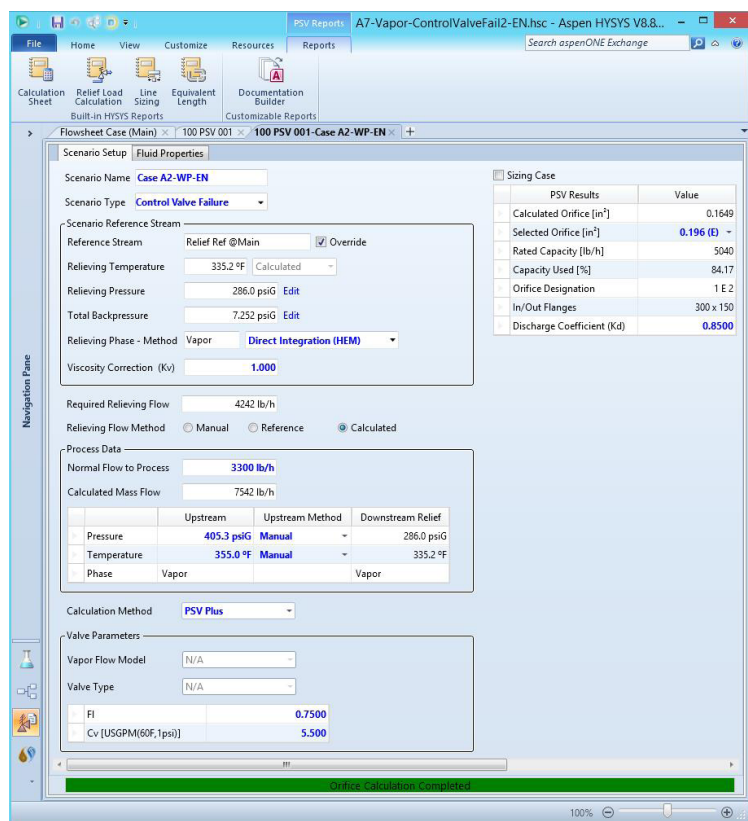 PSV Reports A7-Vapor-ControlValveFail2-EN.hsc - Aspen HYSYS V8.8...
File Home View Customize Resources Reports Search aspenONE Exchange
Calculation Sheet
Relief Load Calculation
Line Sizing
Equivalent Length
Documentation Builder
Built-in HYSYS Reports Customizable Reports
Flowsheet Case (Main) 100 PSV 001 100 PSV 001-Case A2-WP-EN
Scenario Setup Fluid Properties
Scenario Name Case A2-WP-EN
Scenario Type Control Valve Failure
Scenario Reference Stream
Reference Stream Relief Ref @Main Override
Relieving Temperature 335.2 ºF Calculated
Relieving Pressure 286.0 psiG Edit
Total Backpressure 7.252 psiG Edit
Relieving Phase - Method Vapor Direct Integration (HEM)
Viscosity Correction (Kv) 1.000
Required Relieving Flow 4242 lb/h
Relieving Flow Method Manual Reference Calculated
Process Data
Normal Flow to Process 3300 lb/h
Calculated Mass Flow 7542 lb/h
Upstream Upstream Method Downstream Relief
Pressure 405.3 psiG Manual 286.0 psiG
Temperature 355.0 ºF Manual 335.2 ºF
Phase Vapor Vapor
Calculation Method PSV Plus
Valve Parameters
Vapor Flow Model N/A
Valve Type N/A
Fl 0.7500
Cv [USGPM(60F,1psi)] 5.500
Sizing Case
PSV Results Value
Calculated Orifice [in²] 0.1649
Selected Orifice [in²] 0.196 (E)
Rated Capacity [lb/h] 5040
Capacity Used [%] 84.17
Orifice Designation 1 E 2
In/Out Flanges 300 x 150
Discharge Coefficient (Kd) 0.8500
Navigation Pane
Orifice Calculation Completed
100%